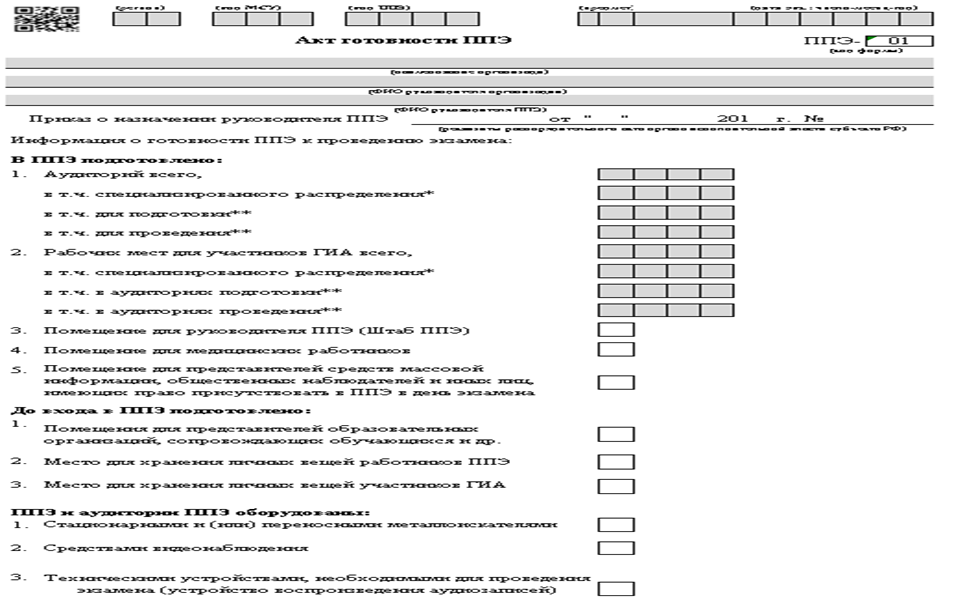 (регион) (код МСУ) (код ППЭ) (предмет) (дата экз.: число-месяц-год)
Акт готовности ППЭ ППЭ- 01
(код формы)
(наименование организации)
(ФИО руководителя организации)
(ФИО руководителя ППЭ)
Приказ о назначении руководителя ППЭ от " " 201 г. №
(реквизиты распорядительного акта органа исполнительной власти субъекта РФ)
Информация о готовности ППЭ к проведению экзамена:
В ППЭ подготовлено:
1. Аудиторий всего,
в т.ч. специализированного распределения*
в т.ч. для подготовки**
в т.ч. для проведения**
2. Рабочих мест для участников ГИА всего,
в т.ч. специализированного распределения*
в т.ч. в аудиториях подготовки**
в т.ч. в аудиториях проведения**
3. Помещение для руководителя ППЭ (Штаб ППЭ)
4. Помещение для медицинских работников
5. Помещение для представителей средств массовой
информации, общественных наблюдателей и иных лиц,
имеющих право присутствовать в ППЭ в день экзамена
До входа в ППЭ подготовлено:
1. Помещения для представителей образовательных
организаций, сопровождающих обучающихся и др.
2. Место для хранения личных вещей работников ППЭ
3. Место для хранения личных вещей участников ГИА
ППЭ и аудитории ППЭ оборудованы:
1. Стационарными и (или) переносными металлоискателями
2. Средствами видеонаблюдения
3. Техническими устройствами, необходимыми для проведения
экзамена (устройство воспроизведения аудиозаписей)